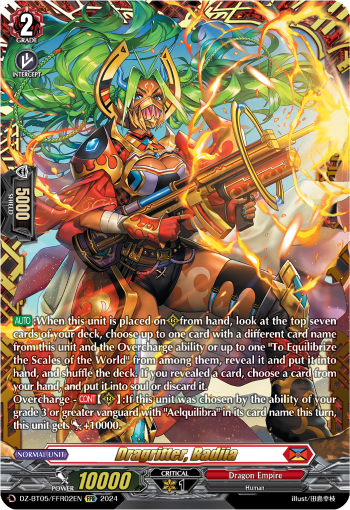 2
GRADE
INTERCEPT
5000
SHIELD
AUTO :When this unit is placed on Ⓡ from hand, look at the top seven
cards of your deck, choose up to one card with a different card name
from this unit and the Overcharge ability or up to one "To Equilibrize
the Scales of the World" from among them, reveal it and put it into
hand, and shuffle the deck. If you revealed a card, choose a card from
your hand, and put it into soul or discard it.
Overcharge - CONT 【Ⓡ】:If this unit was chosen by the ability of your
grade 3 or greater vanguard with "Aelquilibra" in its card name this turn,
this unit gets +10000.
NORMAL UNIT
Dragritter, Badiia
POWER
10000
CRITICAL
1
Dragon Empire
Human
DZ-BT05/FFR02EN FFR 2024
illust/田島幸枝